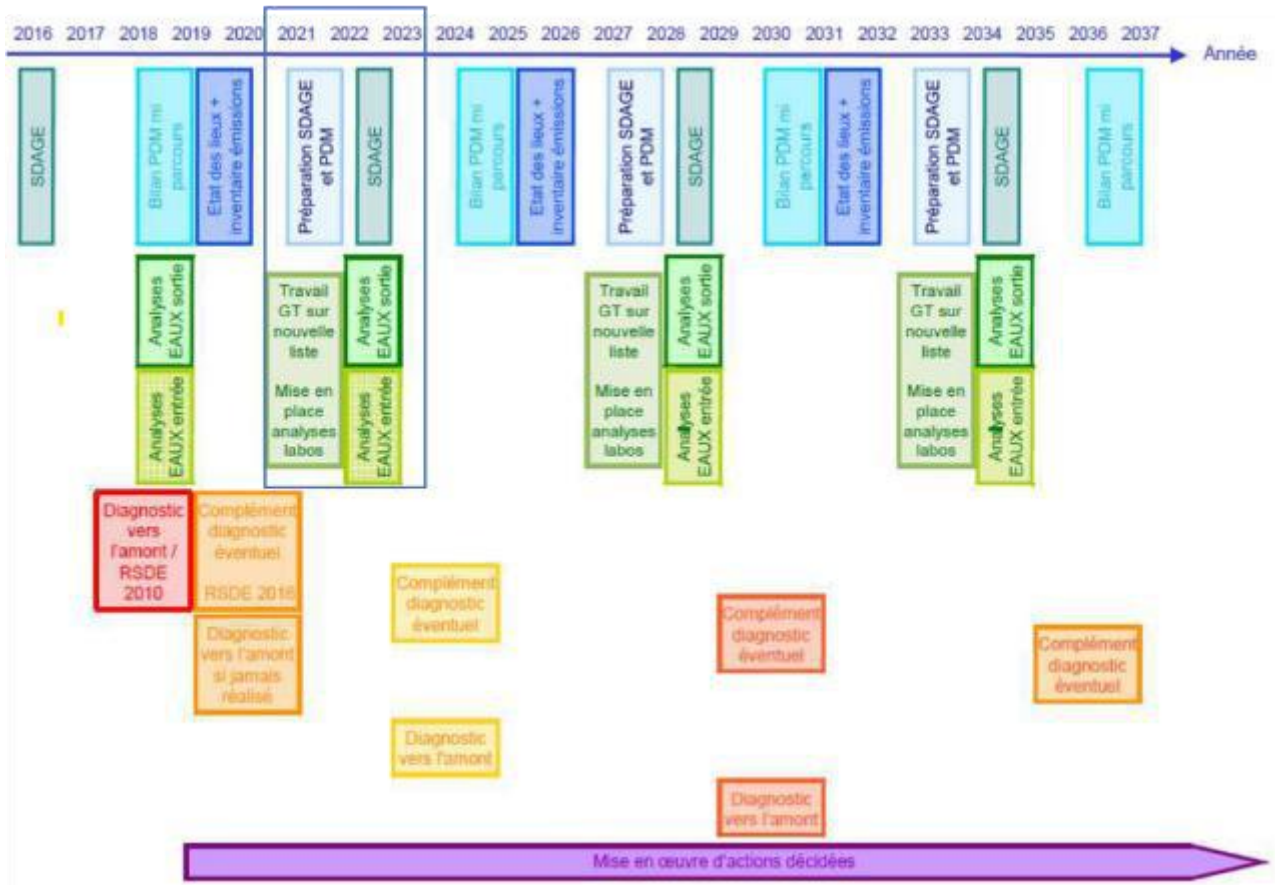 2016 2017 2018 2019 2020 2021 2022 2023 2024 2025 2026 2027 2028 2029 2030 2031 2032 2033 2034 2035 2036 2037
Année
SDAGE
Bilan PDM mi
parcours
Etat des lieux +
inventaire émissions
Préparation SDAGE
et PDM
SDAGE
Bilan PDM mi
parcours
Etat des lieux +
inventaire émissions
Préparation SDAGE
et PDM
SDAGE
Bilan PDM mi
parcours
Etat des lieux +
inventaire émissions
Préparation SDAGE
et PDM
SDAGE
Bilan PDM mi
parcours
Analyses
EAUX sortie
Analyses
EAUX entrée
Travail
GT sur
nouvelle
liste
Mise en
place
analyses
labos
Analyses
EAUX sortie
Analyses
EAUX entrée
Travail
GT sur
nouvelle
liste
Mise en
place
analyses
labos
Analyses
EAUX sortie
Analyses
EAUX entrée
Travail
GT sur
nouvelle
liste
Mise en
place
analyses
labos
Analyses
EAUX sortie
Analyses
EAUX entrée
Diagnostic
vers
l'amont /
RSDE
2010
Complément
diagnostic
éventuel
RSDE 2016
Diagnostic
vers l'amont
si jamais
réalisé
Complément
diagnostic
éventuel
Diagnostic
vers l'amont
Complément
diagnostic
éventuel
Diagnostic
vers l'amont
Complément
diagnostic
éventuel
Mise en œuvre d'actions décidées